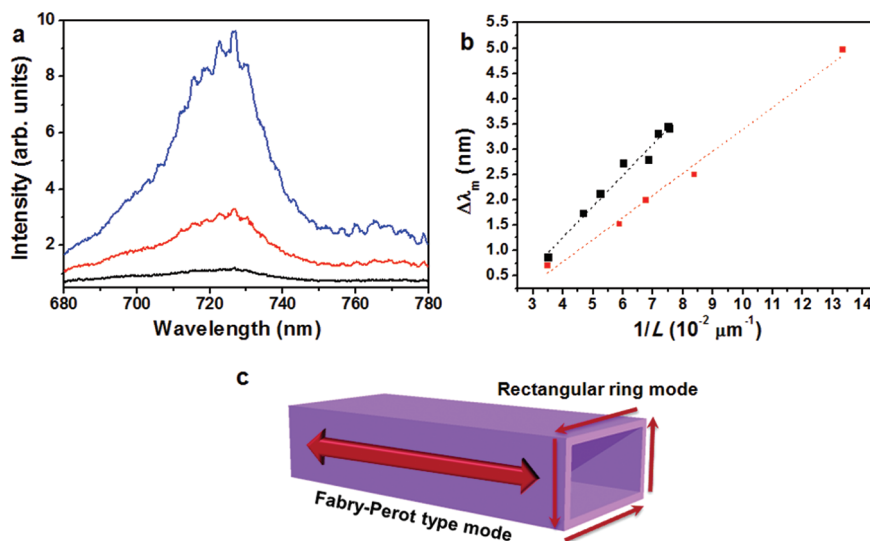 a
10
8
6
4
2
Intensity (arb. units)
680 700 720 740 760 780
Wavelength (nm)
b
5.0
4.5
4.0
3.5
3.0
2.5
2.0
1.5
1.0
0.5
Δλm (nm)
3 4 5 6 7 8 9 10 11 12 13 14
1/L (10⁻² μm⁻¹)
c
Rectangular ring mode
Fabry-Perot type mode